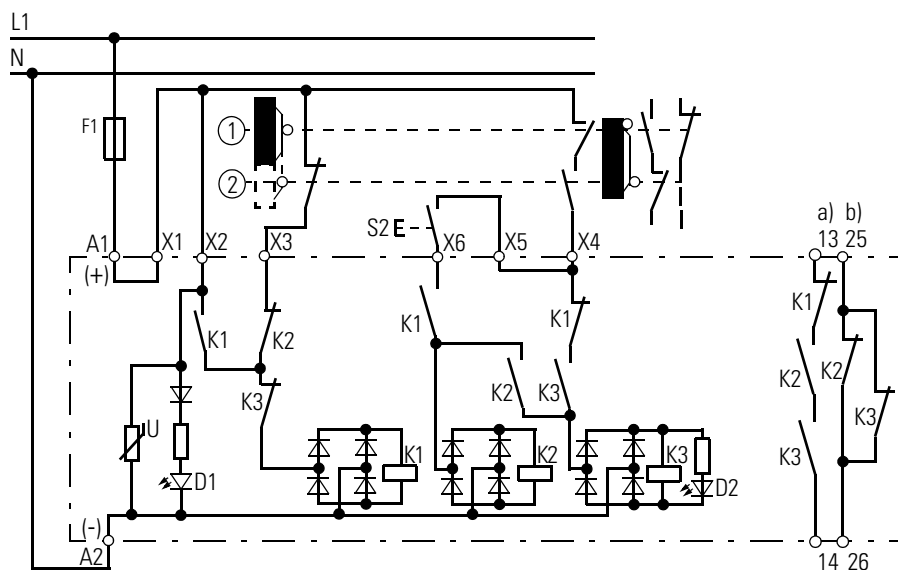 L1
N
F1
1
2
S2
A1 X1 X2 X3 X6 X5 X4 a) b)
13 25
(+)
K1 K2 K1 K1 K1
K3 K2 K3 K2 K2 K3
K3
U
D1
K1 K2 K3
D2
(-)
A2
14 26